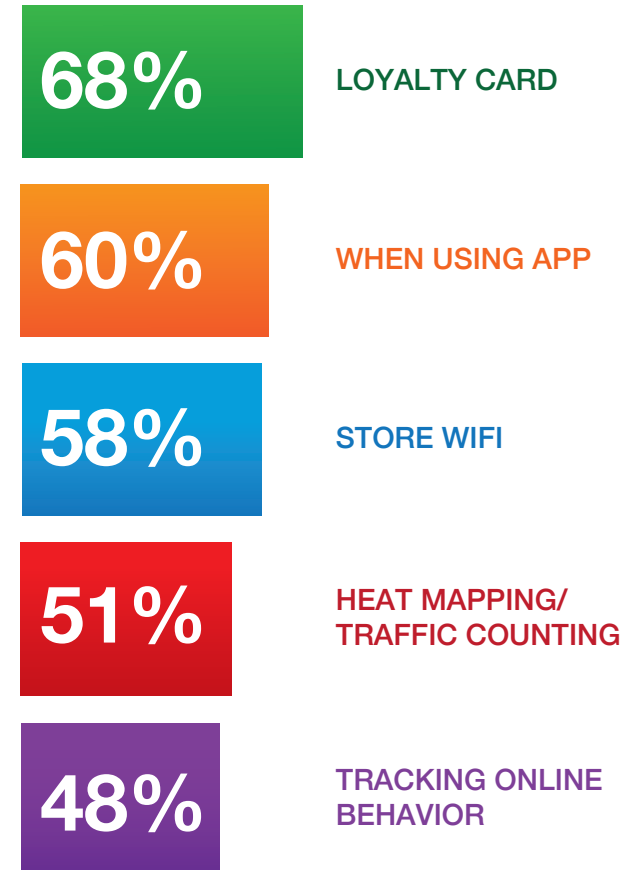 68%
LOYALTY CARD
60%
WHEN USING APP
58%
STORE WIFI
51%
HEAT MAPPING/
TRAFFIC COUNTING
48%
TRACKING ONLINE
BEHAVIOR